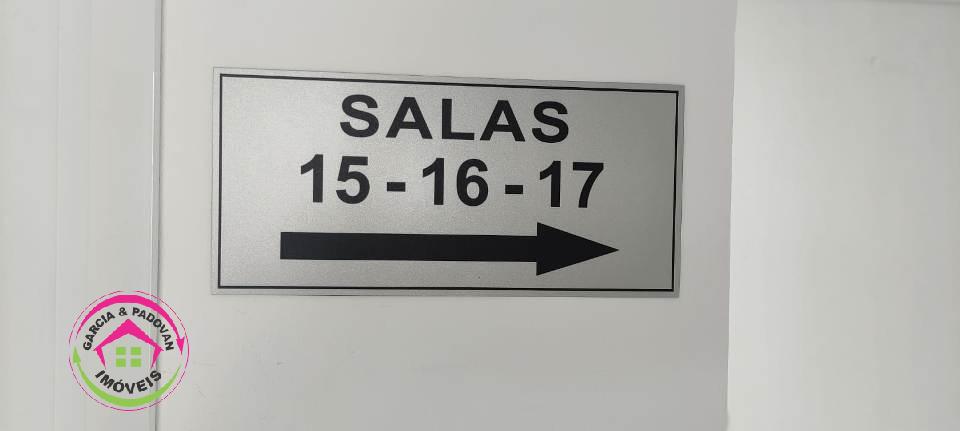 SALAS
15 - 16 - 17
GARCIA & PADOVAN
IMÓVEIS